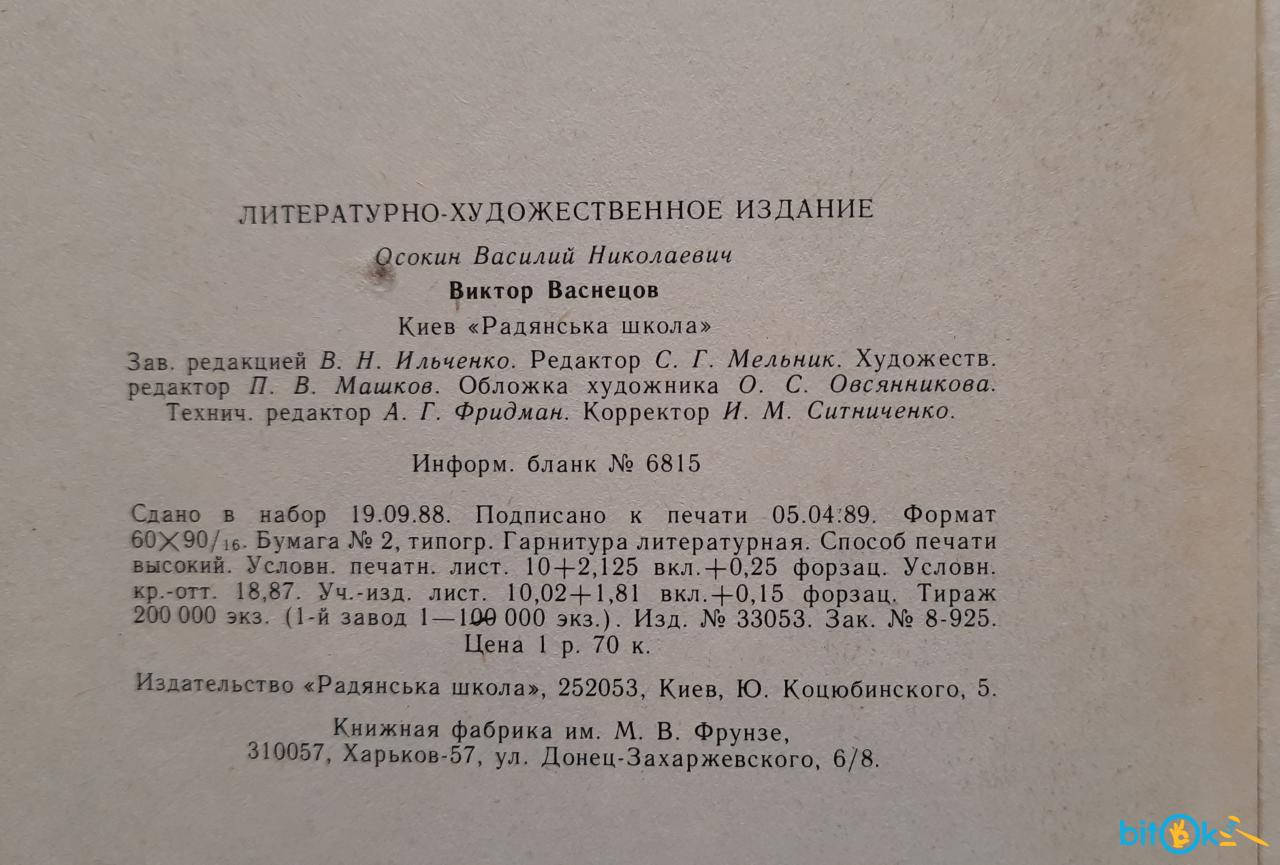 ЛИТЕРАТУРНО-ХУДОЖЕСТВЕННОЕ ИЗДАНИЕ
Осокин Василий Николаевич
Виктор Васнецов
Киев «Радянська школа»
Зав. редакцией В. Н. Ильченко. Редактор С. Г. Мельник. Художеств.
редактор П. В. Машков. Обложка художника О. С. Овсянникова.
Технич. редактор А. Г. Фридман. Корректор И. М. Ситниченко.
Информ. бланк № 6815
Сдано в набор 19.09.88. Подписано к печати 05.04.89. Формат
60×90/16. Бумага № 2, типогр. Гарнитура литературная. Способ печати
высокий. Условн. печатн. лист. 10+2,125 вкл.+0,25 форзац. Условн.
кр.-отт. 18,87. Уч.-изд. лист. 10,02+1,81 вкл.+0,15 форзац. Тираж
200 000 экз. (1-й завод 1—100 000 экз.). Изд. № 33053. Зак. № 8-925.
Цена 1 р. 70 к.
Издательство «Радянська школа», 252053, Киев, Ю. Коцюбинского, 5.
Книжная фабрика им. М. В. Фрунзе,
310057, Харьков-57, ул. Донец-Захаржевского, 6/8.
bitOk